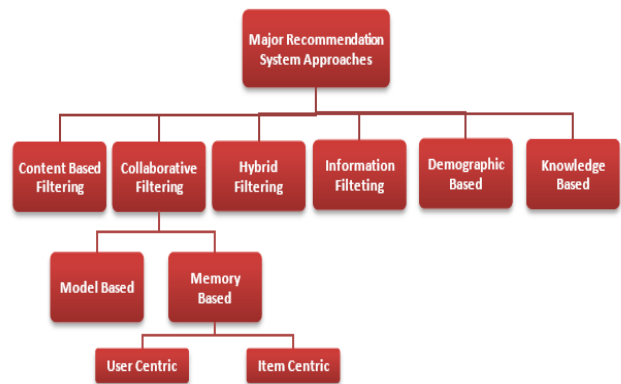 Major Recommendation
System Approaches
Content Based
Filtering
Collaborative
Filtering
Hybrid
Filtering
Information
Filteting
Demographic
Based
Knowledge
Based
Model Based
Memory
Based
User Centric
Item Centric